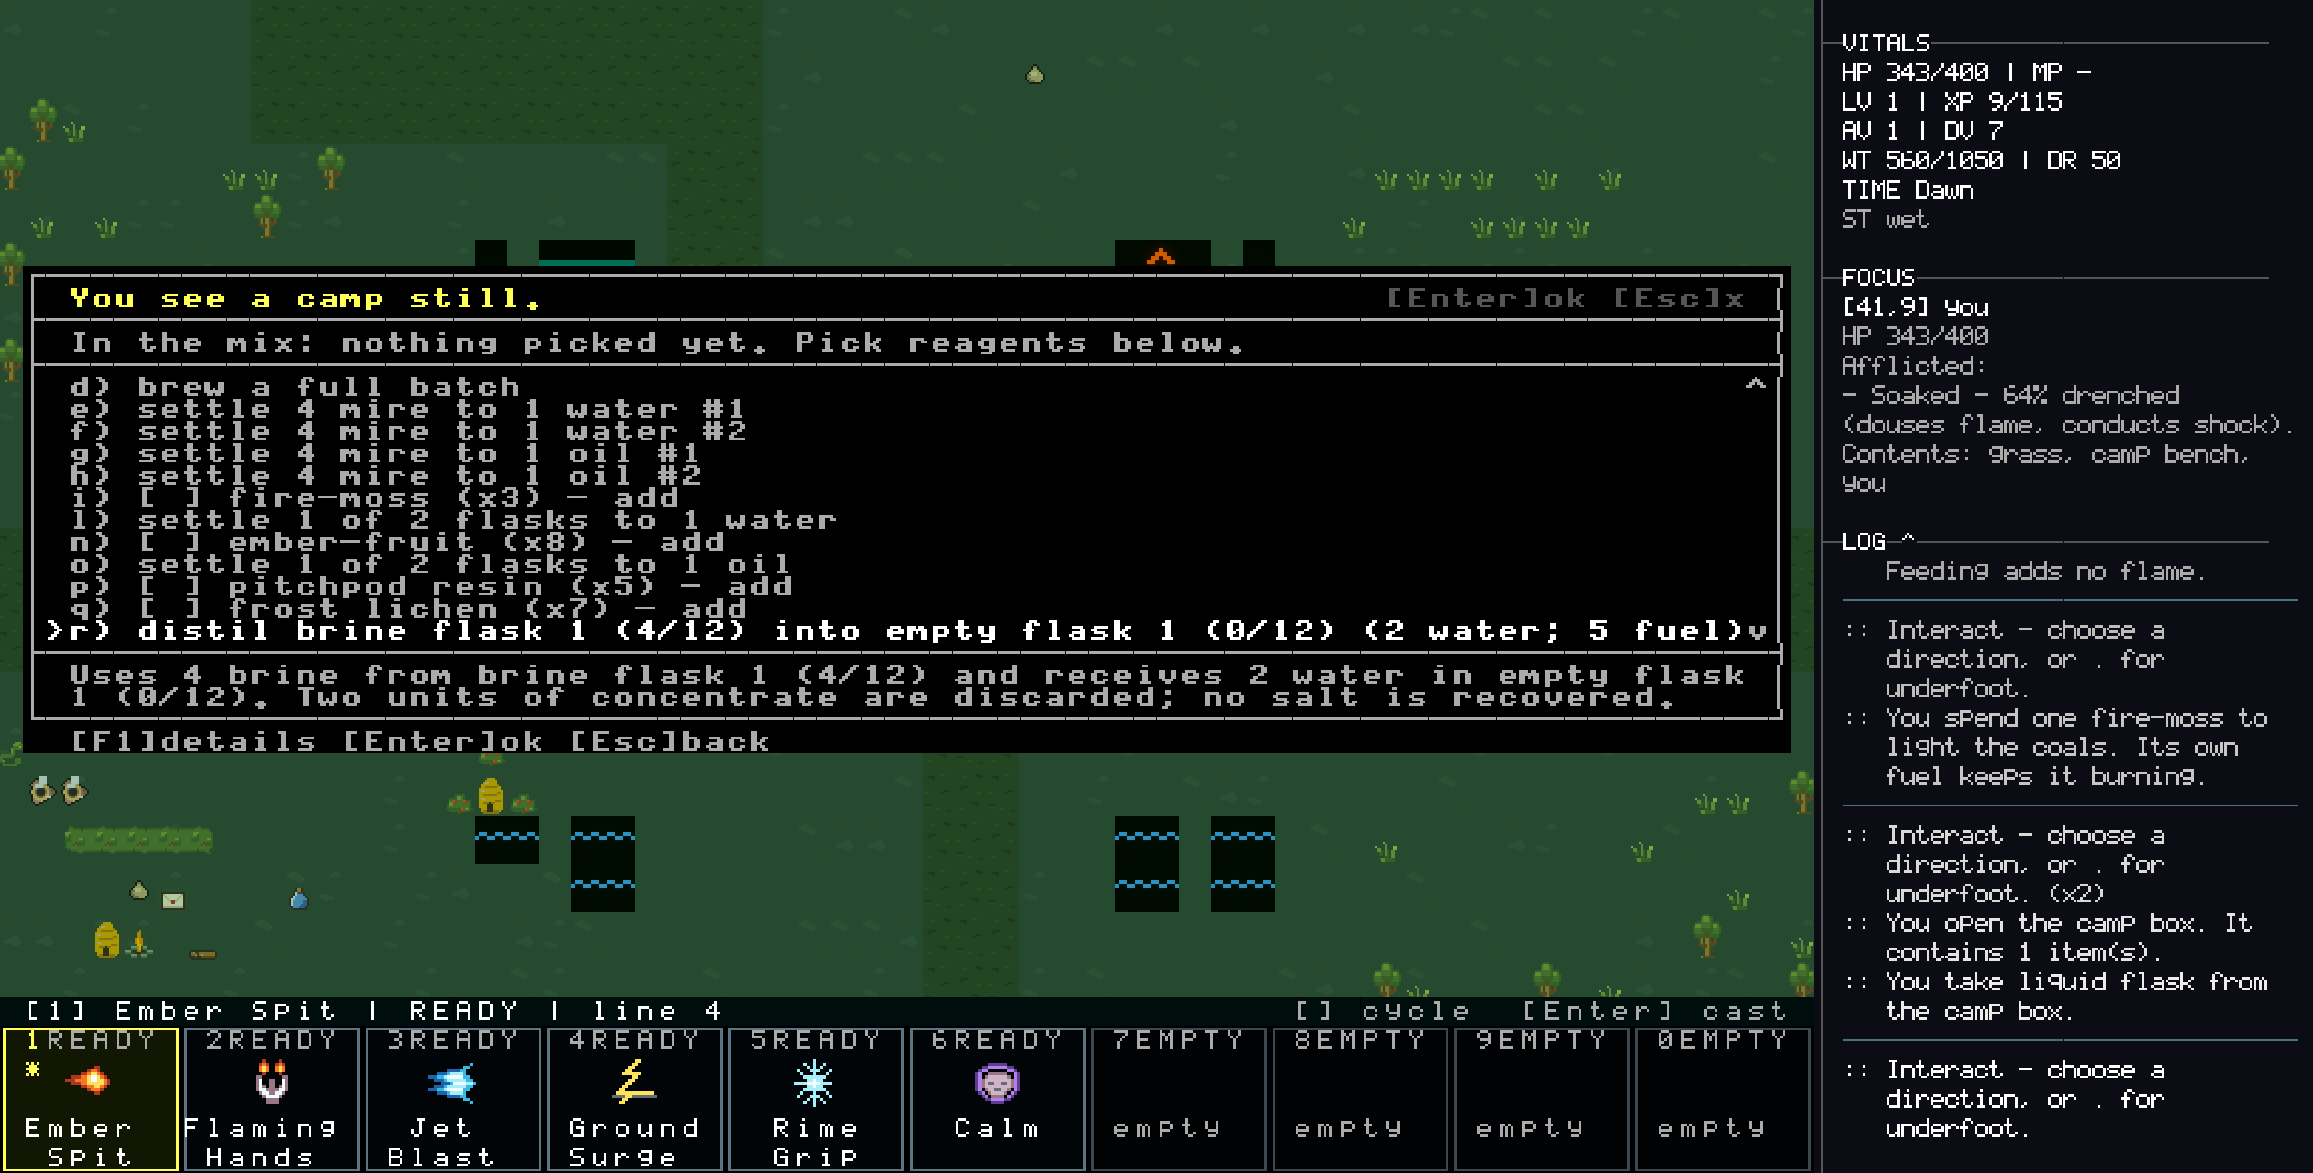 You see a camp still. [Enter]ok [Esc]x
In the mix: nothing picked yet. Pick reagents below.
d) brew a full batch ^
e) settle 4 mire to 1 water #1
f) settle 4 mire to 1 water #2
g) settle 4 mire to 1 oil #1
h) settle 4 mire to 1 oil #2
i) [ ] fire-moss (x3) - add
l) settle 1 of 2 flasks to 1 water
n) [ ] ember-fruit (x8) - add
o) settle 1 of 2 flasks to 1 oil
p) [ ] pitchpod resin (x5) - add
q) [ ] frost lichen (x7) - add
>r) distil brine flask 1 (4/12) into empty flask 1 (0/12) (2 water; 5 fuel)v
Uses 4 brine from brine flask 1 (4/12) and receives 2 water in empty flask
1 (0/12). Two units of concentrate are discarded; no salt is recovered.
[F1]details [Enter]ok [Esc]back
[1] Ember Spit | READY | line 4 [] cycle [Enter] cast
1READY
*
Ember
Spit
2READY
Flaming
Hands
3READY
Jet
Blast
4READY
Ground
Surge
5READY
Rime
Grip
6READY
Calm
7EMPTY
empty
8EMPTY
empty
9EMPTY
empty
0EMPTY
empty
VITALS
HP 343/400 | MP -
LV 1 | XP 9/115
AV 1 | DV 7
WT 560/1050 | DR 50
TIME Dawn
ST wet
FOCUS
[41,9] You
HP 343/400
Afflicted:
- Soaked - 64% drenched
(douses flame, conducts shock).
Contents: grass, camp bench,
you
LOG ^
Feeding adds no flame.
:: Interact - choose a
direction, or . for
underfoot.
:: You spend one fire-moss to
light the coals. Its own
fuel keeps it burning.
:: Interact - choose a
direction, or . for
underfoot. (x2)
:: You open the camp box. It
contains 1 item(s).
:: You take liquid flask from
the camp box.
:: Interact - choose a
direction, or . for
underfoot.